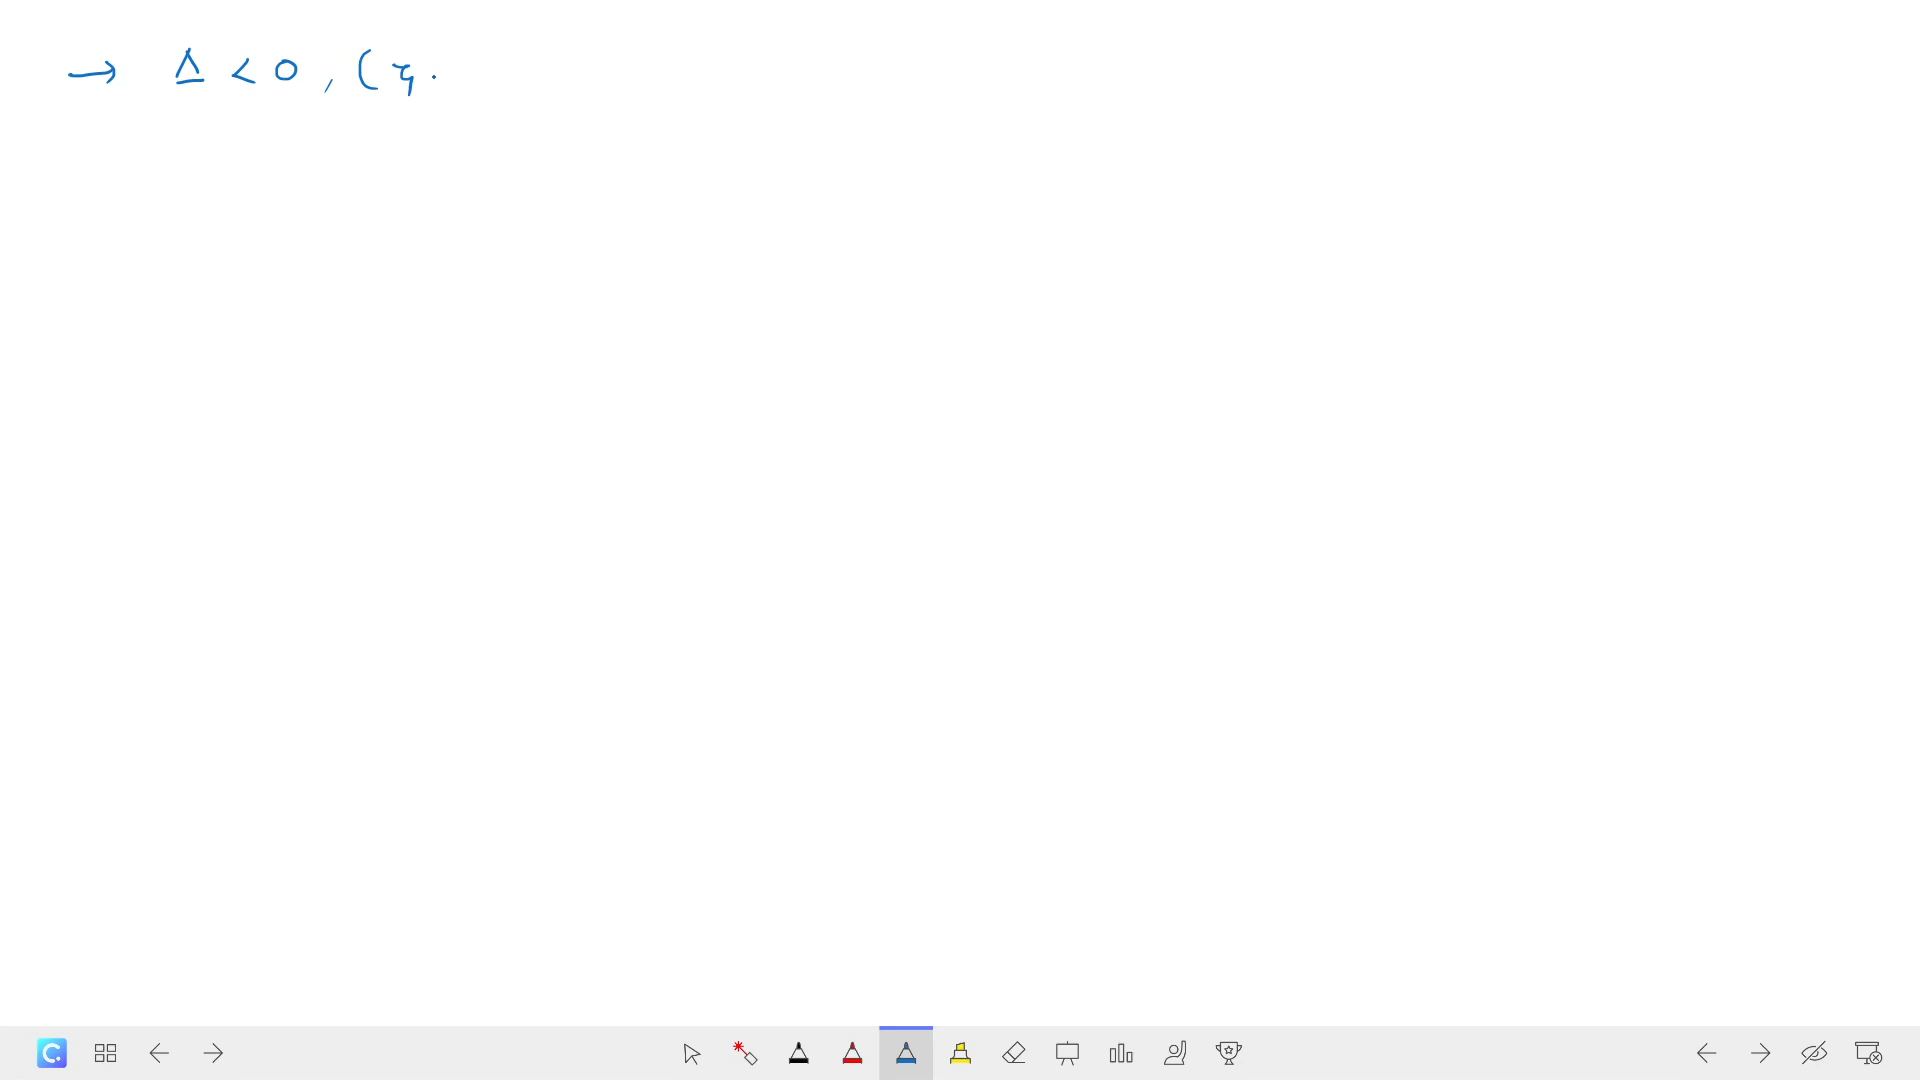 → Δ < 0 , (